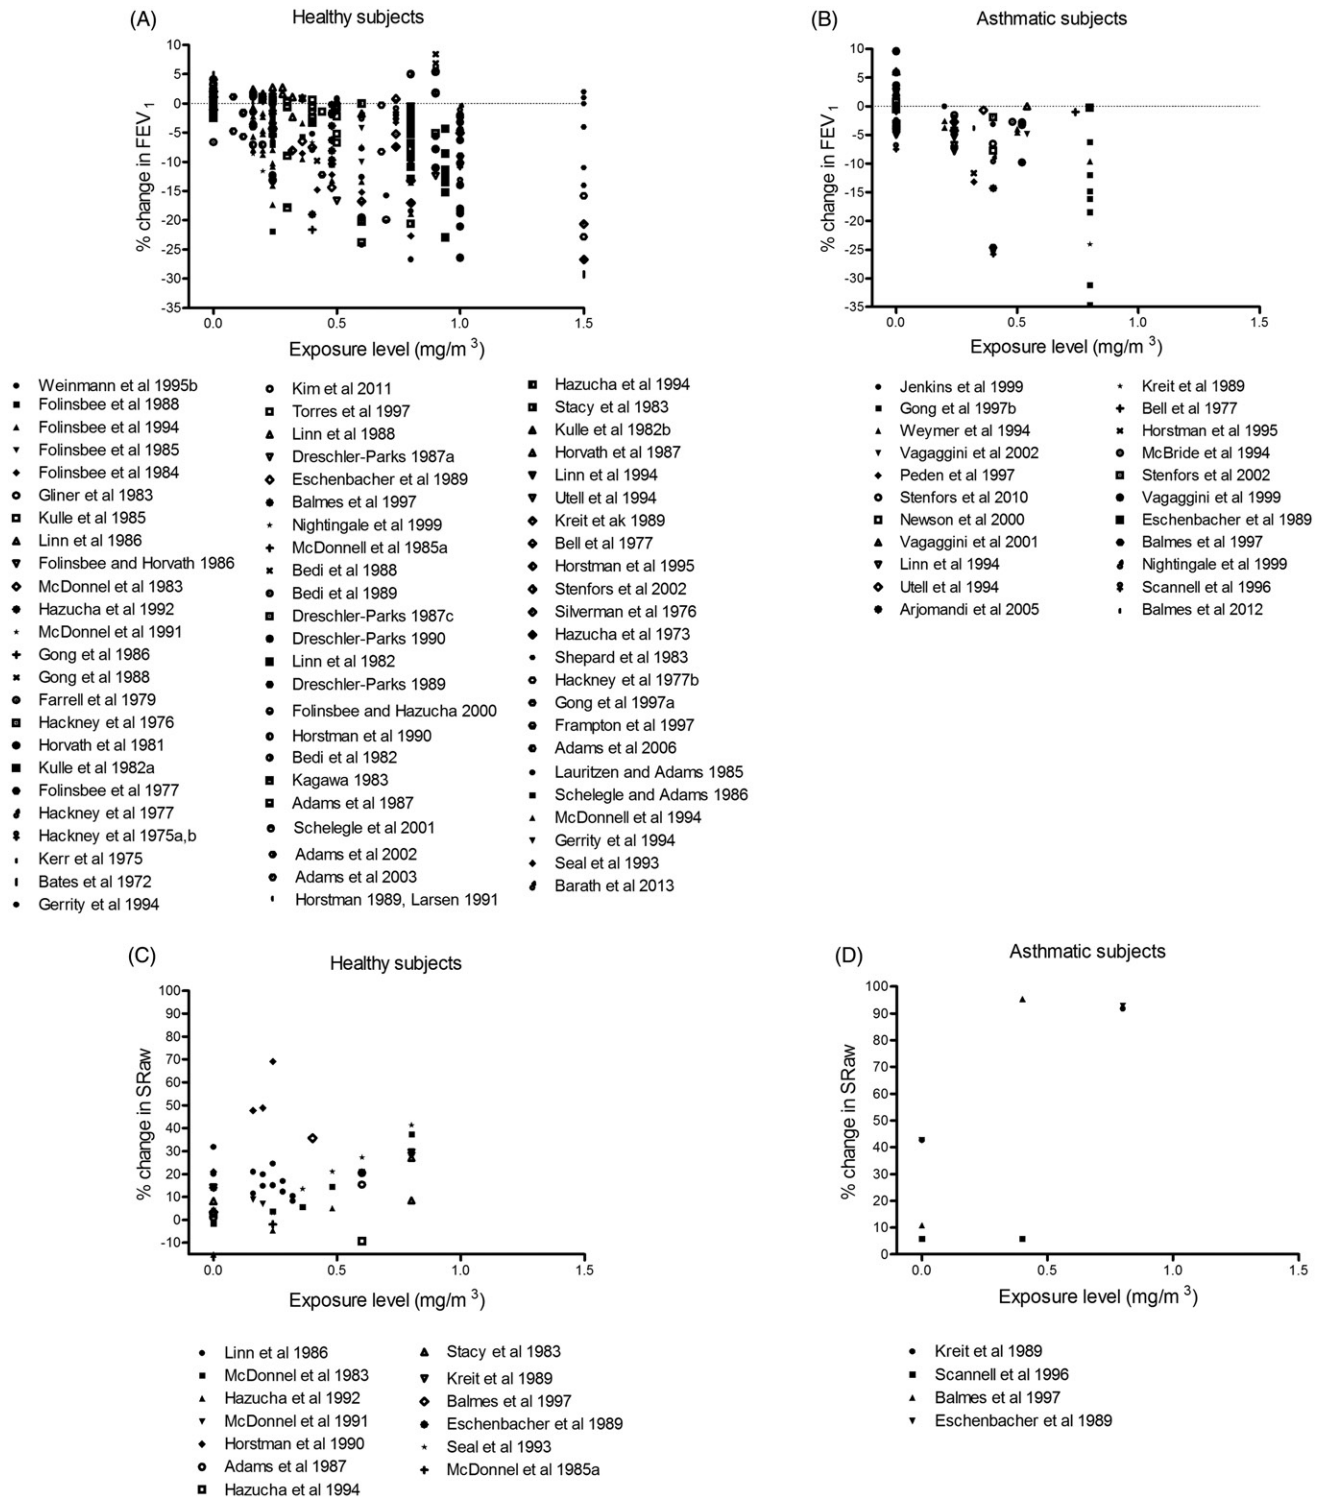 (A)
Healthy subjects
% change in FEV1
10
5
0
-5
-10
-15
-20
-25
-30
-35
0.0
0.5
1.0
1.5
Exposure level (mg/m 3)
(B)
Asthmatic subjects
% change in FEV1
10
5
0
-5
-10
-15
-20
-25
-30
-35
0.0
0.5
1.0
1.5
Exposure level (mg/m 3)
Weinmann et al 1995b
Folinsbee et al 1988
Folinsbee et al 1994
Folinsbee et al 1985
Folinsbee et al 1984
Gliner et al 1983
Kulle et al 1985
Linn et al 1986
Folinsbee and Horvath 1986
McDonnel et al 1983
Hazucha et al 1992
McDonnel et al 1991
Gong et al 1986
Gong et al 1988
Farrell et al 1979
Hackney et al 1976
Horvath et al 1981
Kulle et al 1982a
Folinsbee et al 1977
Hackney et al 1977
Hackney et al 1975a,b
Kerr et al 1975
Bates et al 1972
Gerrity et al 1994
Kim et al 2011
Torres et al 1997
Linn et al 1988
Dreschler-Parks 1987a
Eschenbacher et al 1989
Balmes et al 1997
Nightingale et al 1999
McDonnell et al 1985a
Bedi et al 1988
Bedi et al 1989
Dreschler-Parks 1987c
Dreschler-Parks 1990
Linn et al 1982
Dreschler-Parks 1989
Folinsbee and Hazucha 2000
Horstman et al 1990
Bedi et al 1982
Kagawa 1983
Adams et al 1987
Schelegle et al 2001
Adams et al 2002
Adams et al 2003
Horstman 1989, Larsen 1991
Hazucha et al 1994
Stacy et al 1983
Kulle et al 1982b
Horvath et al 1987
Linn et al 1994
Utell et al 1994
Kreit ak 1989
Bell et al 1977
Horstman et al 1995
Stenfors et al 2002
Silverman et al 1976
Hazucha et al 1973
Shepard et al 1983
Hackney et al 1977b
Gong et al 1997a
Frampton et al 1997
Adams et al 2006
Lauritzen and Adams 1985
Schelegle and Adams 1986
McDonnell et al 1994
Gerrity et al 1994
Seal et al 1993
Barath et al 2013
Jenkins et al 1999
Gong et al 1997b
Weymer et al 1994
Vagaggini et al 2002
Peden et al 1997
Stenfors et al 2010
Newson et al 2000
Vagaggini et al 2001
Linn et al 1994
Utell et al 1994
Arjomandi et al 2005
Kreit et al 1989
Bell et al 1977
Horstman et al 1995
McBride et al 1994
Stenfors et al 2002
Vagaggini et al 1999
Eschenbacher et al 1989
Balmes et al 1997
Nightingale et al 1999
Scannell et al 1996
Balmes et al 2012
(C)
Healthy subjects
% change in SRaw
100
90
80
70
60
50
40
30
20
10
0
-10
0.0
0.5
1.0
1.5
Exposure level (mg/m 3)
(D)
Asthmatic subjects
% change in SRaw
100
90
80
70
60
50
40
30
20
10
0
0.0
0.5
1.0
1.5
Exposure level (mg/m 3)
Linn et al 1986
McDonnel et al 1983
Hazucha et al 1992
McDonnel et al 1991
Horstman et al 1990
Adams et al 1987
Hazucha et al 1994
Stacy et al 1983
Kreit et al 1989
Balmes et al 1997
Eschenbacher et al 1989
Seal et al 1993
McDonnel et al 1985a
Kreit et al 1989
Scannell et al 1996
Balmes et al 1997
Eschenbacher et al 1989